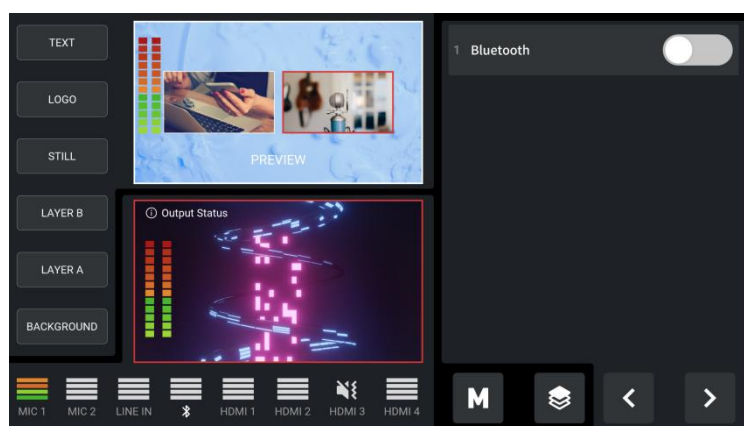 TEXT
LOGO
STILL
LAYER B
LAYER A
BACKGROUND
PREVIEW
Output Status
MIC 1 MIC 2 LINE IN HDMI 1 HDMI 2 HDMI 3 HDMI 4
1 Bluetooth
M